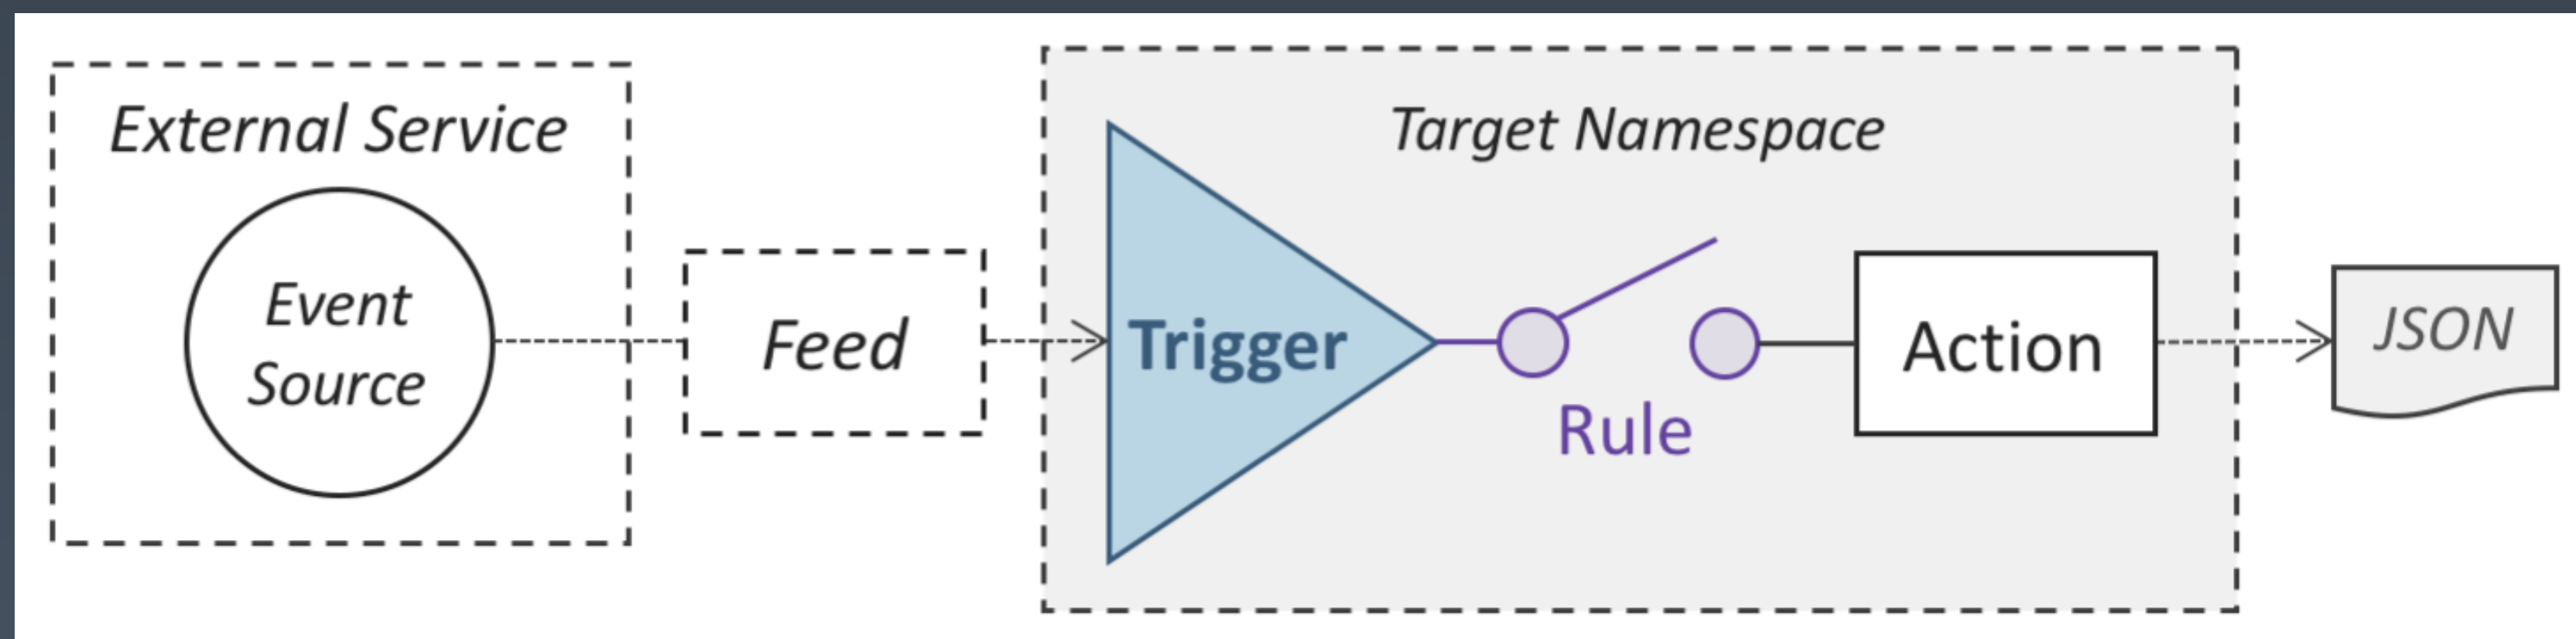 External Service
Event
Source
Feed
Target Namespace
Trigger
Rule
Action
JSON